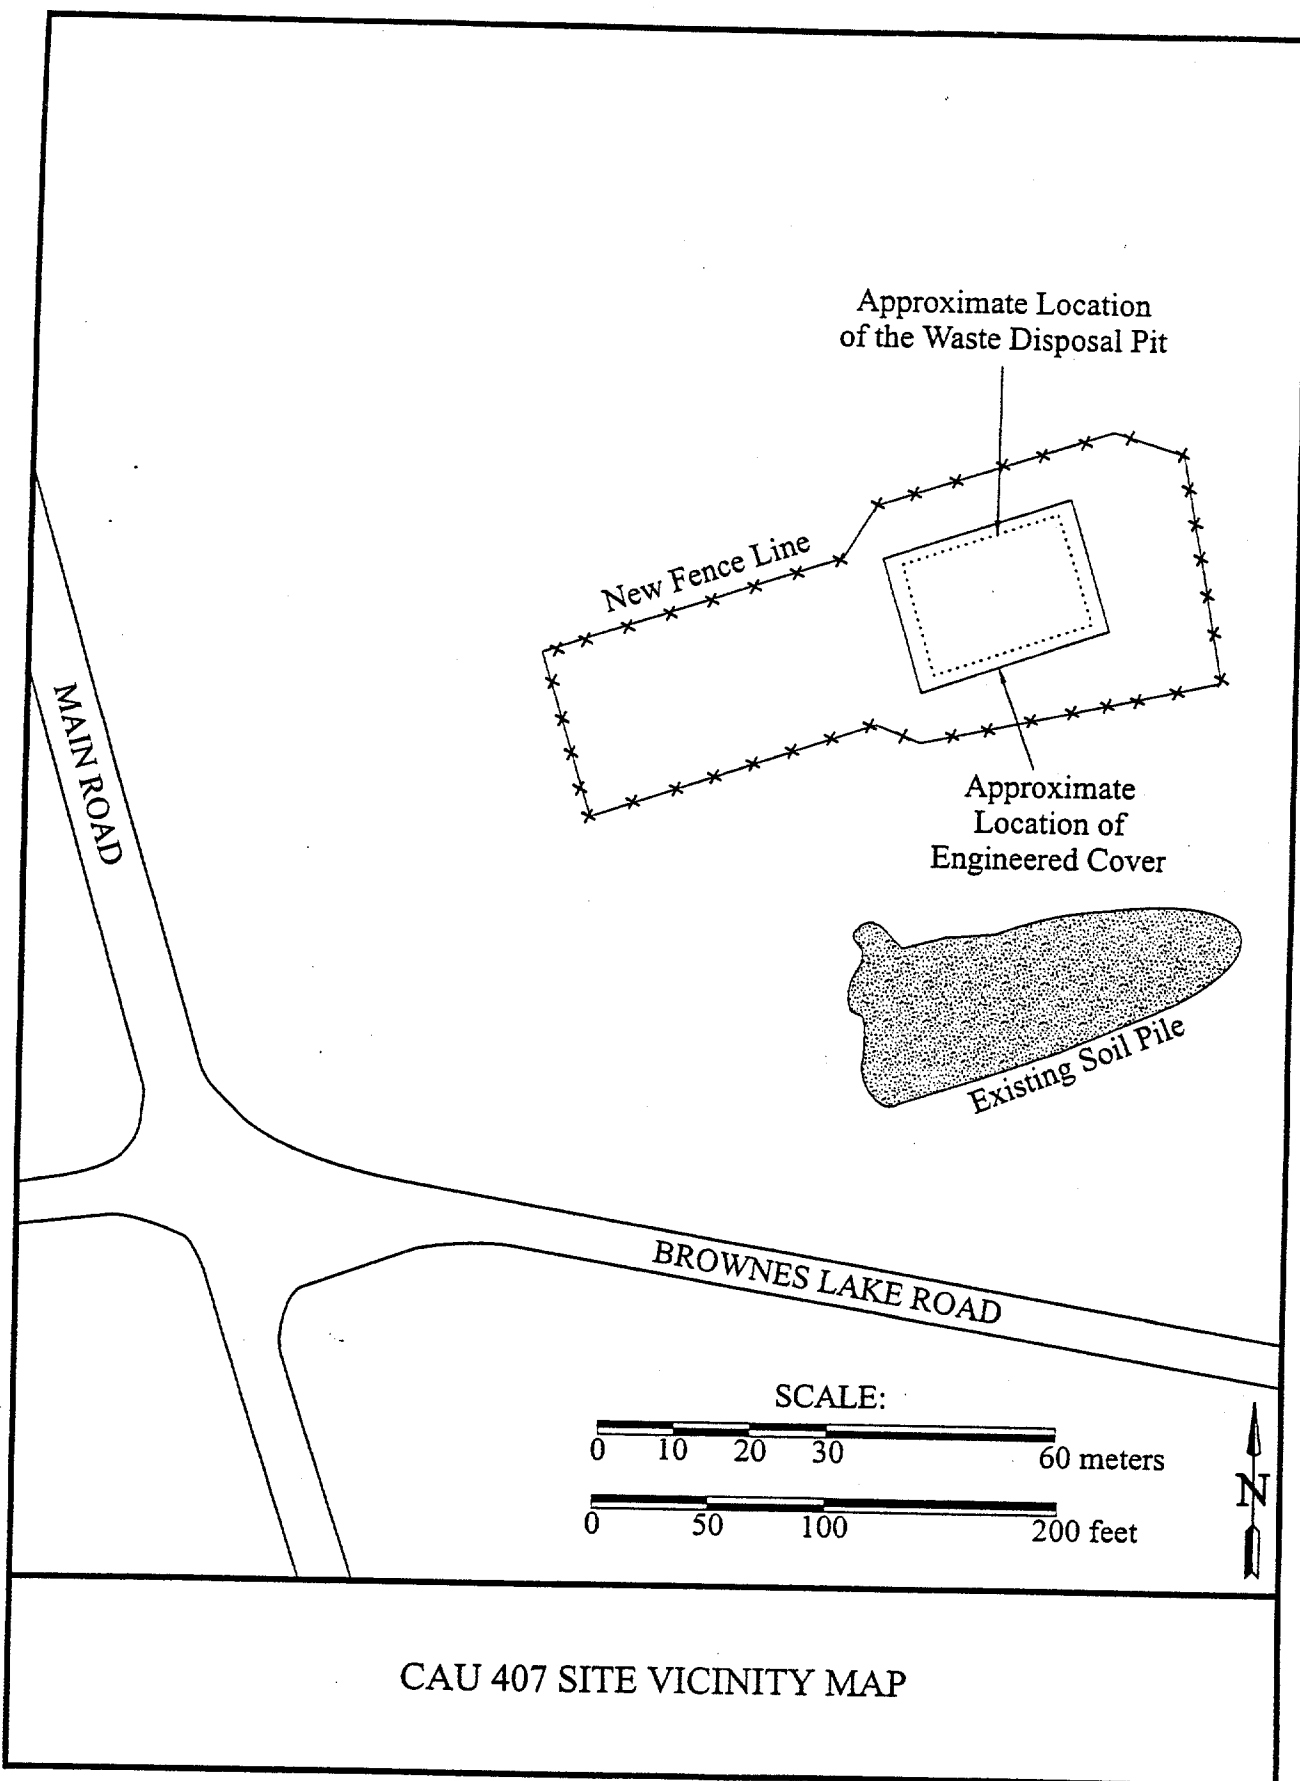 Approximate Location
of the Waste Disposal Pit
New Fence Line
MAIN ROAD
Approximate
Location of
Engineered Cover
Existing Soil Pile
BROWNES LAKE ROAD
SCALE:
0 10 20 30 60 meters
0 50 100 200 feet
N
CAU 407 SITE VICINITY MAP